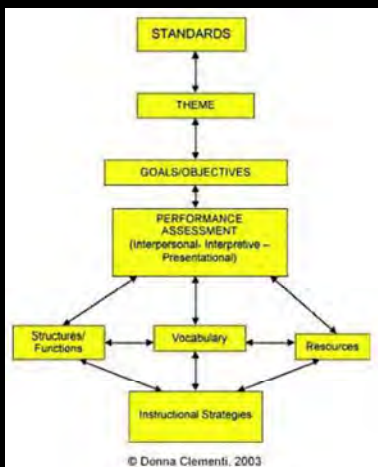 STANDARDS
THEME
GOALS/OBJECTIVES
PERFORMANCE
ASSESSMENT
(Interpersonal- Interpretive –
Presentational)
Structures/
Functions
Vocabulary
Resources
Instructional Strategies
© Donna Clementi, 2003